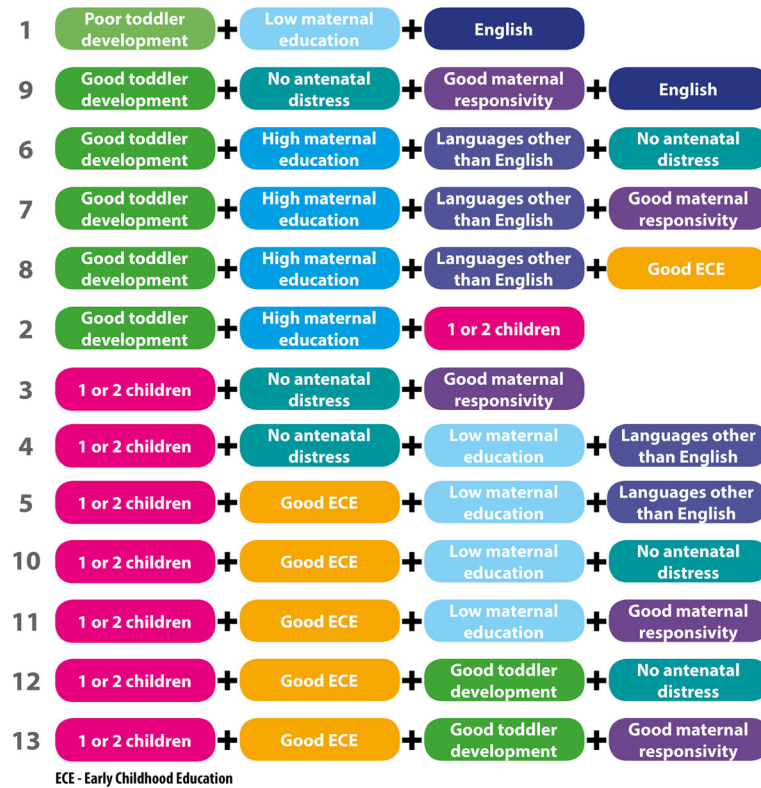 1 Poor toddler development + Low maternal education + English
9 Good toddler development + No antenatal distress + Good maternal responsivity + English
6 Good toddler development + High maternal education + Languages other than English + No antenatal distress
7 Good toddler development + High maternal education + Languages other than English + Good maternal responsivity
8 Good toddler development + High maternal education + Languages other than English + Good ECE
2 Good toddler development + High maternal education + 1 or 2 children
3 1 or 2 children + No antenatal distress + Good maternal responsivity
4 1 or 2 children + No antenatal distress + Low maternal education + Languages other than English
5 1 or 2 children + Good ECE + Low maternal education + Languages other than English
10 1 or 2 children + Good ECE + Low maternal education + No antenatal distress
11 1 or 2 children + Good ECE + Low maternal education + Good maternal responsivity
12 1 or 2 children + Good ECE + Good toddler development + No antenatal distress
13 1 or 2 children + Good ECE + Good toddler development + Good maternal responsivity
ECE - Early Childhood Education